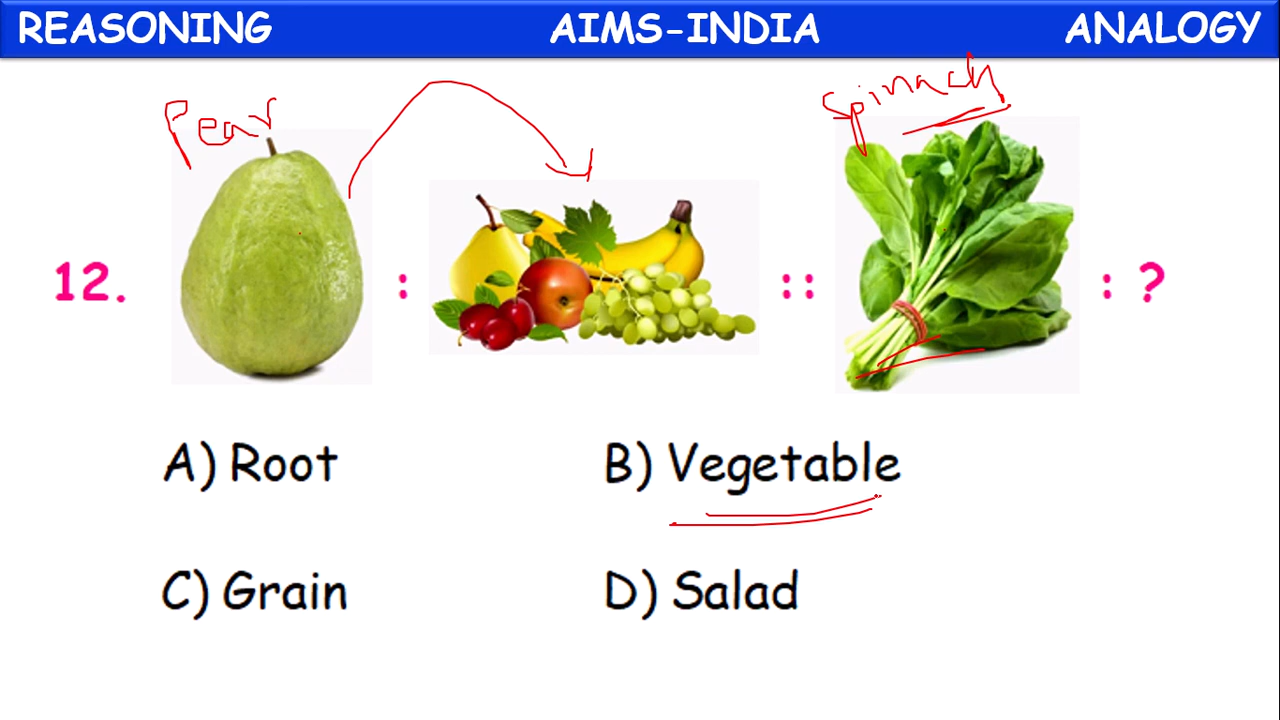 REASONING AIMS-INDIA ANALOGY
Pear Spinach
12. : :: : ?
A) Root B) Vegetable
C) Grain D) Salad